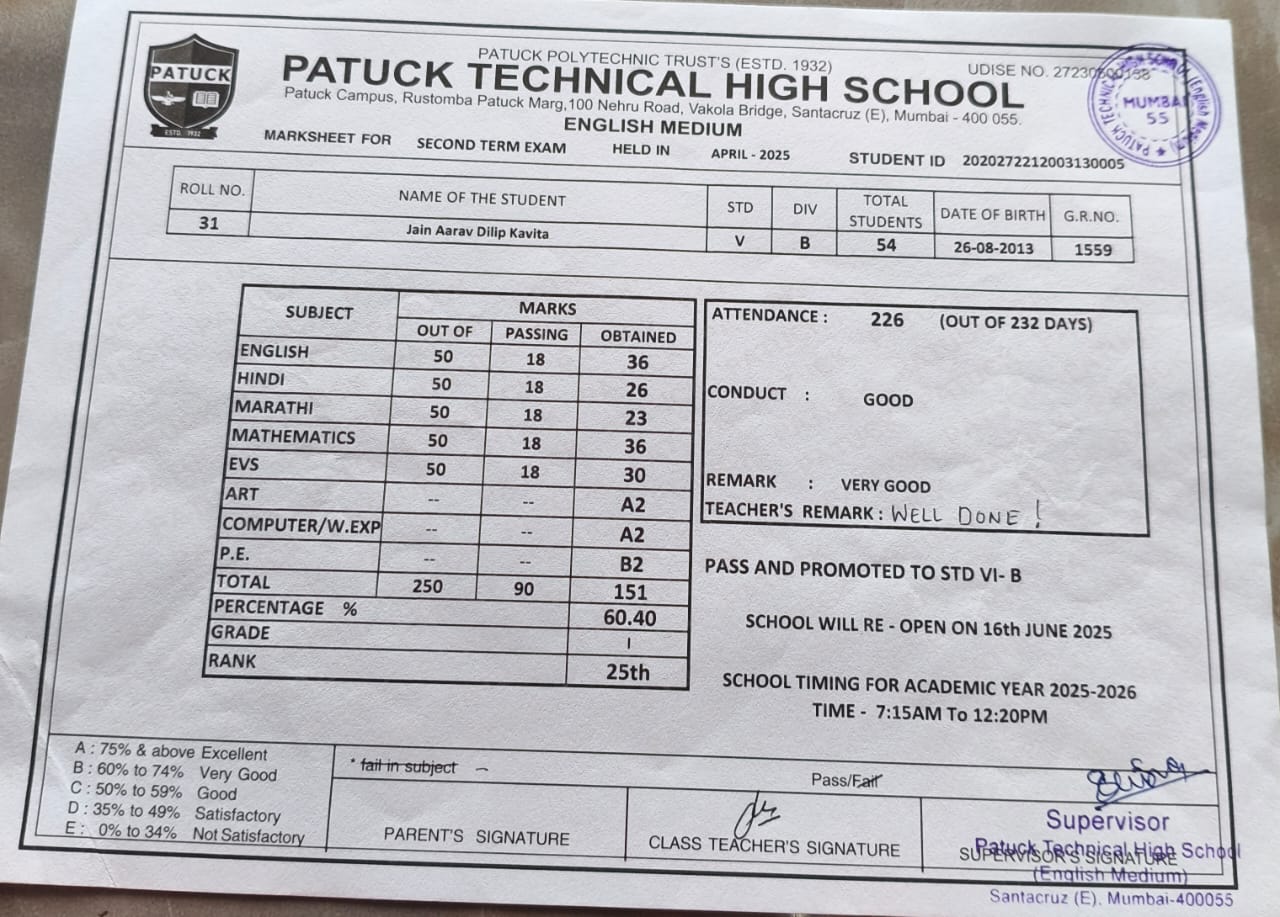 PATUCK
ESTD. 1932
PATUCK POLYTECHNIC TRUST'S (ESTD. 1932)
UDISE NO.
PATUCK TECHNICAL HIGH SCHOOL
Patuck Campus, Rustomba Patuck Marg,100 Nehru Road, Vakola Bridge, Santacruz (E), Mumbai - 400 055.
ENGLISH MEDIUM
MUMBAI
55
MARKSHEET FOR SECOND TERM EXAM HELD IN APRIL - 2025 STUDENT ID 2020272212003130005
ROLL NO. NAME OF THE STUDENT STD DIV TOTAL STUDENTS DATE OF BIRTH G.R.NO.
31 Jain Aarav Dilip Kavita V B 54 26-08-2013 1559
SUBJECT MARKS
OUT OF PASSING OBTAINED
ENGLISH 50 18 36
HINDI 50 18 26
MARATHI 50 18 23
MATHEMATICS 50 18 36
EVS 50 18 30
ART -- -- A2
COMPUTER/W.EXP -- -- A2
P.E. -- -- B2
TOTAL 250 90 151
PERCENTAGE % 60.40
GRADE I
RANK 25th
ATTENDANCE : 226 (OUT OF 232 DAYS)
CONDUCT : GOOD
REMARK : VERY GOOD
TEACHER'S REMARK : WELL DONE !
PASS AND PROMOTED TO STD VI- B
SCHOOL WILL RE - OPEN ON 16th JUNE 2025
SCHOOL TIMING FOR ACADEMIC YEAR 2025-2026
TIME - 7:15AM To 12:20PM
A : 75% & above Excellent
B : 60% to 74% Very Good
C : 50% to 59% Good
D : 35% to 49% Satisfactory
E : 0% to 34% Not Satisfactory
* fail in subject –
Pass/Fail
PARENT'S SIGNATURE
CLASS TEACHER'S SIGNATURE
SUPERVISOR'S SIGNATURE
Supervisor
Patuck Technical High School
(English Medium)
Santacruz (E). Mumbai-400055